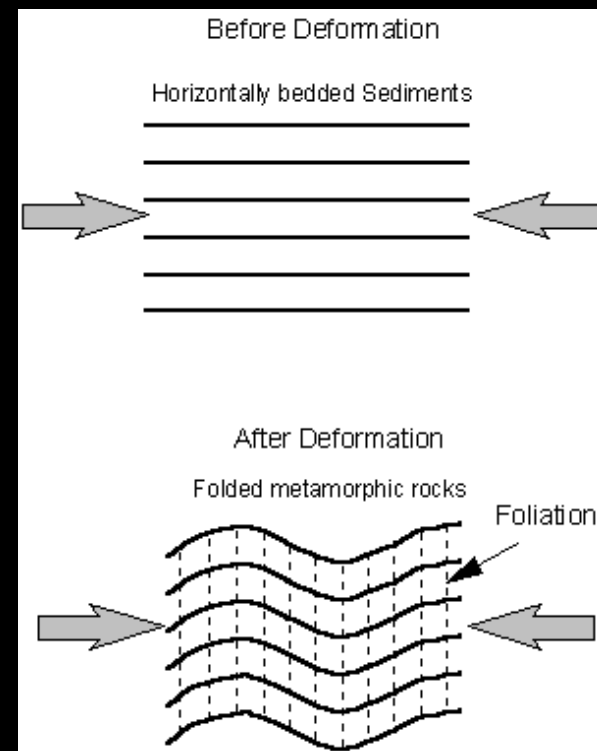 Before Deformation
Horizontally bedded Sediments
After Deformation
Folded metamorphic rocks
Foliation